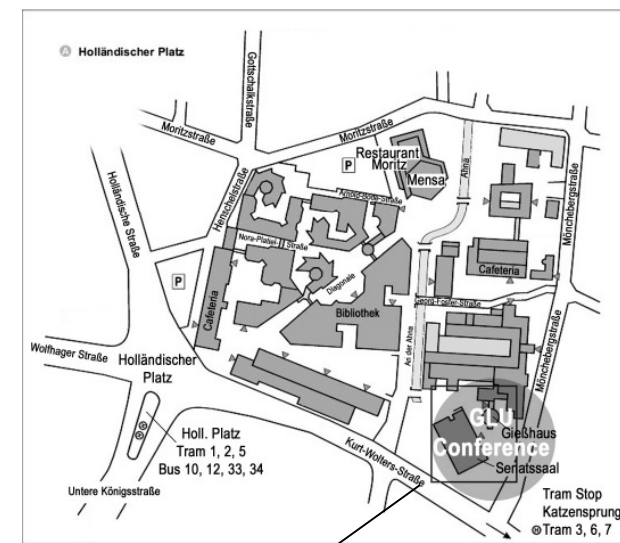 A Holländischer Platz
Gottschalkstraße
Moritzstraße
Moritzstraße
Holländische Straße
Henschelstraße
P
Restaurant
Moritz
Mensa
Ahna
Mönchebergstraße
Arnold-Bode-Straße
Nora-Platiel-Straße
P
Diagonale
Cafeteria
Cafeteria
Georg-Forster-Straße
Bibliothek
An der Ahna
Mönchebergstraße
Wolfhager Straße
Holländischer
Platz
Holl. Platz
Tram 1, 2, 5
Bus 10, 12, 33, 34
Untere Königsstraße
Kurt-Wolters-Straße
GLU
Conference
Gießhaus
Senatssaal
Tram Stop
Katzensprung
H Tram 3, 6, 7